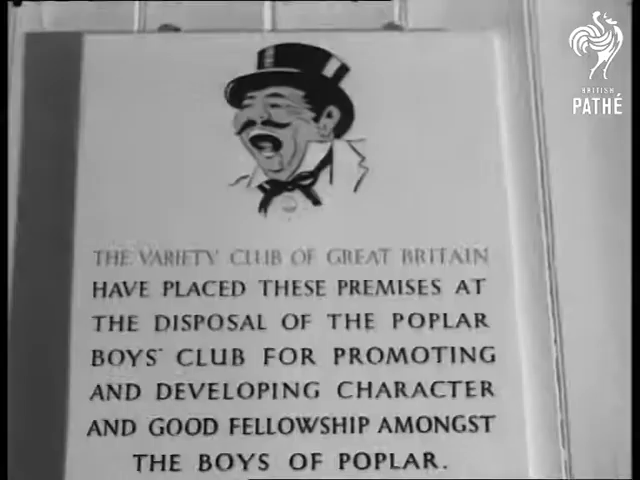 BRITISH
PATHÉ
THE VARIETY CLUB OF GREAT BRITAIN
HAVE PLACED THESE PREMISES AT
THE DISPOSAL OF THE POPLAR
BOYS' CLUB FOR PROMOTING
AND DEVELOPING CHARACTER
AND GOOD FELLOWSHIP AMONGST
THE BOYS OF POPLAR.